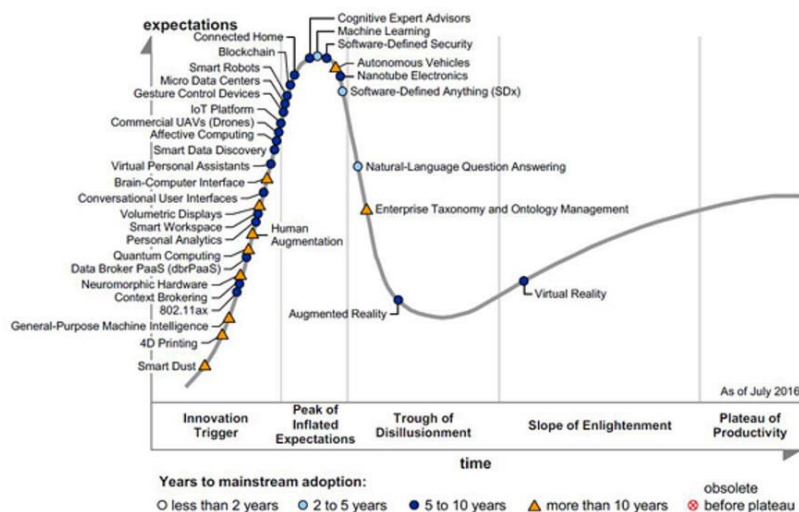 expectations
Cognitive Expert Advisors
Connected Home
Machine Learning
Blockchain
Software-Defined Security
Smart Robots
Autonomous Vehicles
Micro Data Centers
Nanotube Electronics
Gesture Control Devices
Software-Defined Anything (SDx)
IoT Platform
Commercial UAVs (Drones)
Affective Computing
Smart Data Discovery
Virtual Personal Assistants
Natural-Language Question Answering
Brain-Computer Interface
Conversational User Interfaces
Volumetric Displays
Enterprise Taxonomy and Ontology Management
Smart Workspace
Personal Analytics
Human
Augmentation
Quantum Computing
Data Broker PaaS (dbrPaaS)
Neuromorphic Hardware
Context Brokering
802.11ax
General-Purpose Machine Intelligence
4D Printing
Smart Dust
Augmented Reality
Virtual Reality
As of July 2016
Innovation
Trigger
Peak of
Inflated
Expectations
Trough of
Disillusionment
Slope of Enlightenment
Plateau of
Productivity
time
Years to mainstream adoption:
less than 2 years
2 to 5 years
5 to 10 years
more than 10 years
obsolete
before plateau